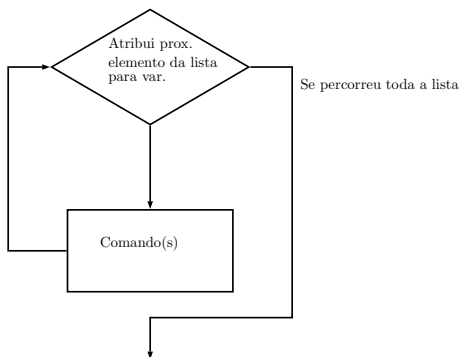 Atribui prox.
elemento da lista
para var.
Se percorreu toda a lista
Comando(s)